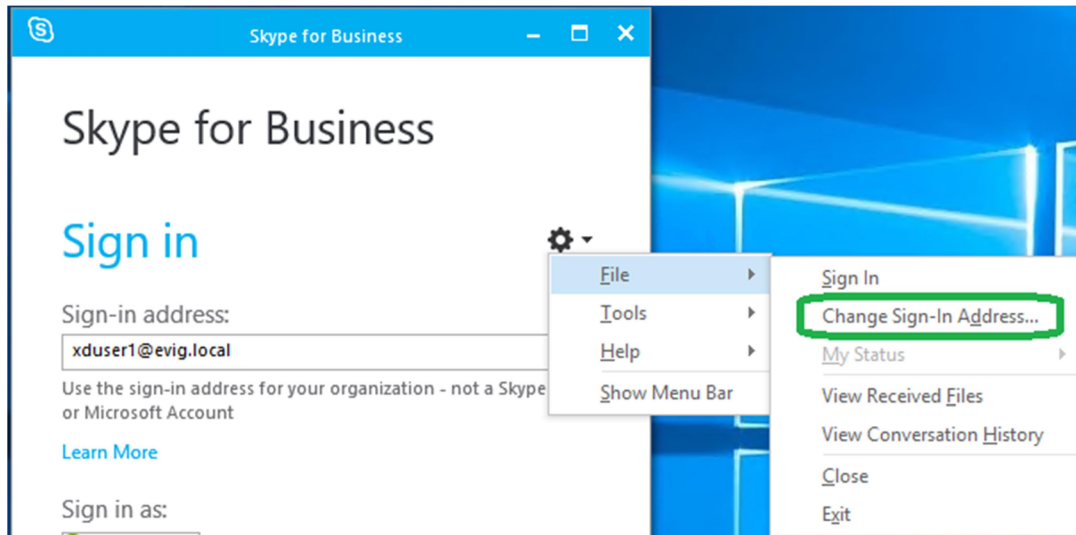 Skype for Business
Skype for Business
Sign in
File
Sign In
Sign-in address:
Tools
Change Sign-In Address...
xduser1@evig.local
Help
My Status
Use the sign-in address for your organization - not a Skype
or Microsoft Account
Show Menu Bar
View Received Files
View Conversation History
Learn More
Close
Sign in as:
Exit